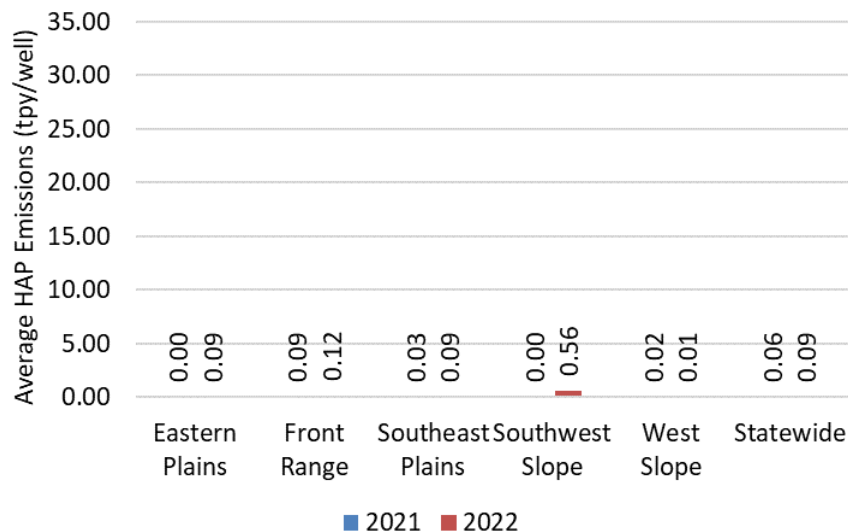 Average HAP Emissions (tpy/well)
35.00
30.00
25.00
20.00
15.00
10.00
5.00
0.00
0.00 0.09 0.09 0.12 0.03 0.09 0.00 0.56 0.02 0.01 0.06 0.09
Eastern Front Southeast Southwest West Statewide
Plains Range Plains Slope Slope
2021 2022